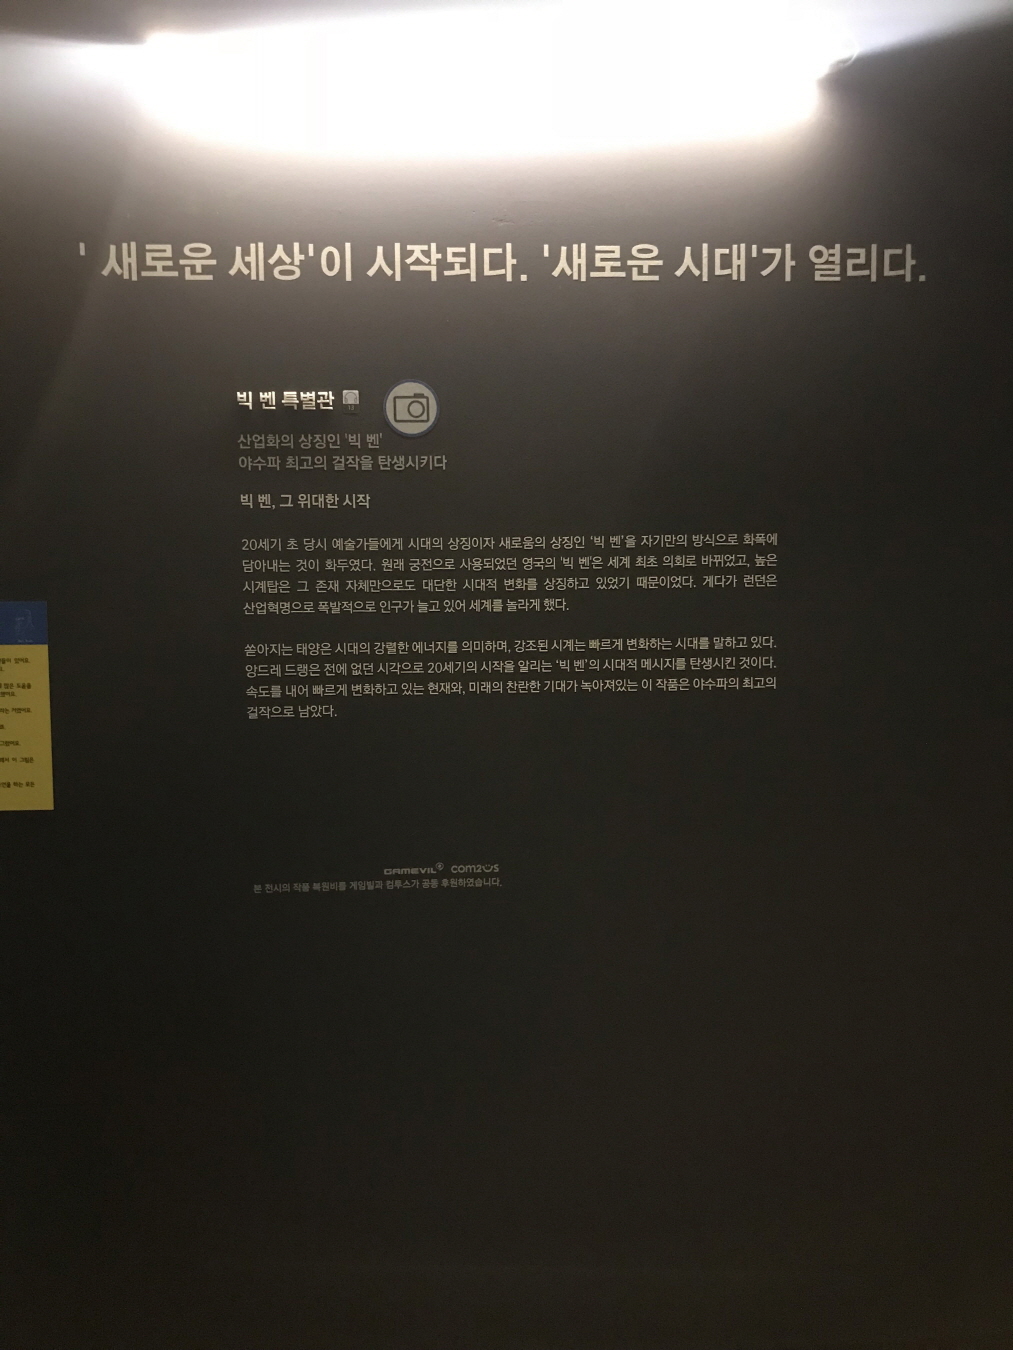 ' 새로운 세상'이 시작되다. '새로운 시대'가 열리다.
빅 벤 특별관
산업화의 상징인 '빅 벤'
야수파 최고의 걸작을 탄생시키다
빅 벤, 그 위대한 시작
20세기 초 당시 예술가들에게 시대의 상징이자 새로움의 상징인 '빅 벤'을 자기만의 방식으로 화폭에
담아내는 것이 화두였다. 원래 궁전으로 사용되었던 영국의 '빅 벤'은 세계 최초 의회로 바뀌었고, 높은
시계탑은 그 존재 자체만으로도 대단한 시대적 변화를 상징하고 있었기 때문이었다. 게다가 런던은
산업혁명으로 폭발적으로 인구가 늘고 있어 세계를 놀라게 했다.
쏟아지는 태양은 시대의 강렬한 에너지를 의미하며, 강조된 시계는 빠르게 변화하는 시대를 말하고 있다.
앙드레 드랭은 전에 없던 시각으로 20세기의 시작을 알리는 '빅 벤'의 시대적 메시지를 탄생시킨 것이다.
속도를 내어 빠르게 변화하고 있는 현재와, 미래의 찬란한 기대가 녹아져있는 이 작품은 야수파의 최고의
걸작으로 남았다.
GAMEVIL COM2US
본 전시의 작품 복원비를 게임빌과 컴투스가 공동 후원하였습니다.